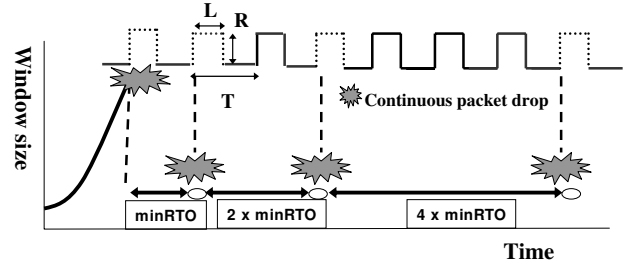 L
R
T
Continuous packet drop
Window size
minRTO
2 x minRTO
4 x minRTO
Time